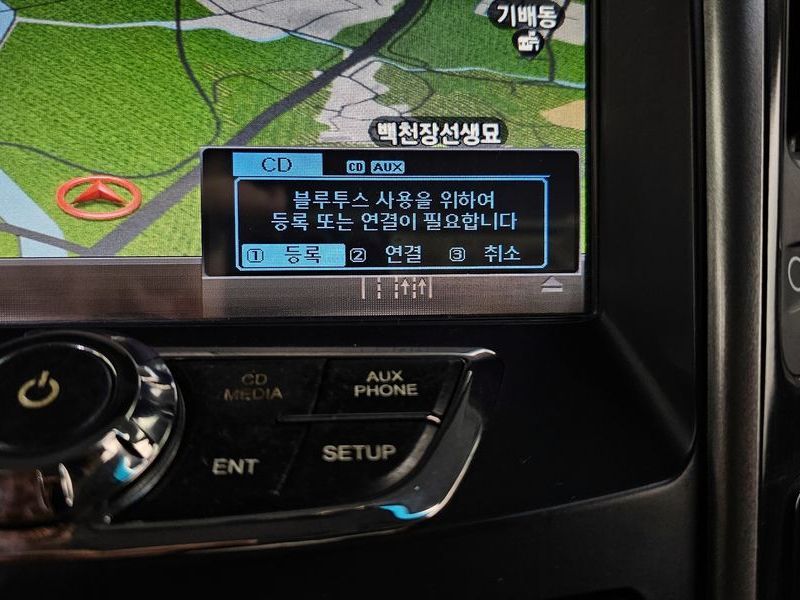 기배동
백천장선생묘
CD CD AUX
블루투스 사용을 위하여
등록 또는 연결이 필요합니다
1 등록 2 연결 3 취소
CD
MEDIA
AUX
PHONE
ENT
SETUP